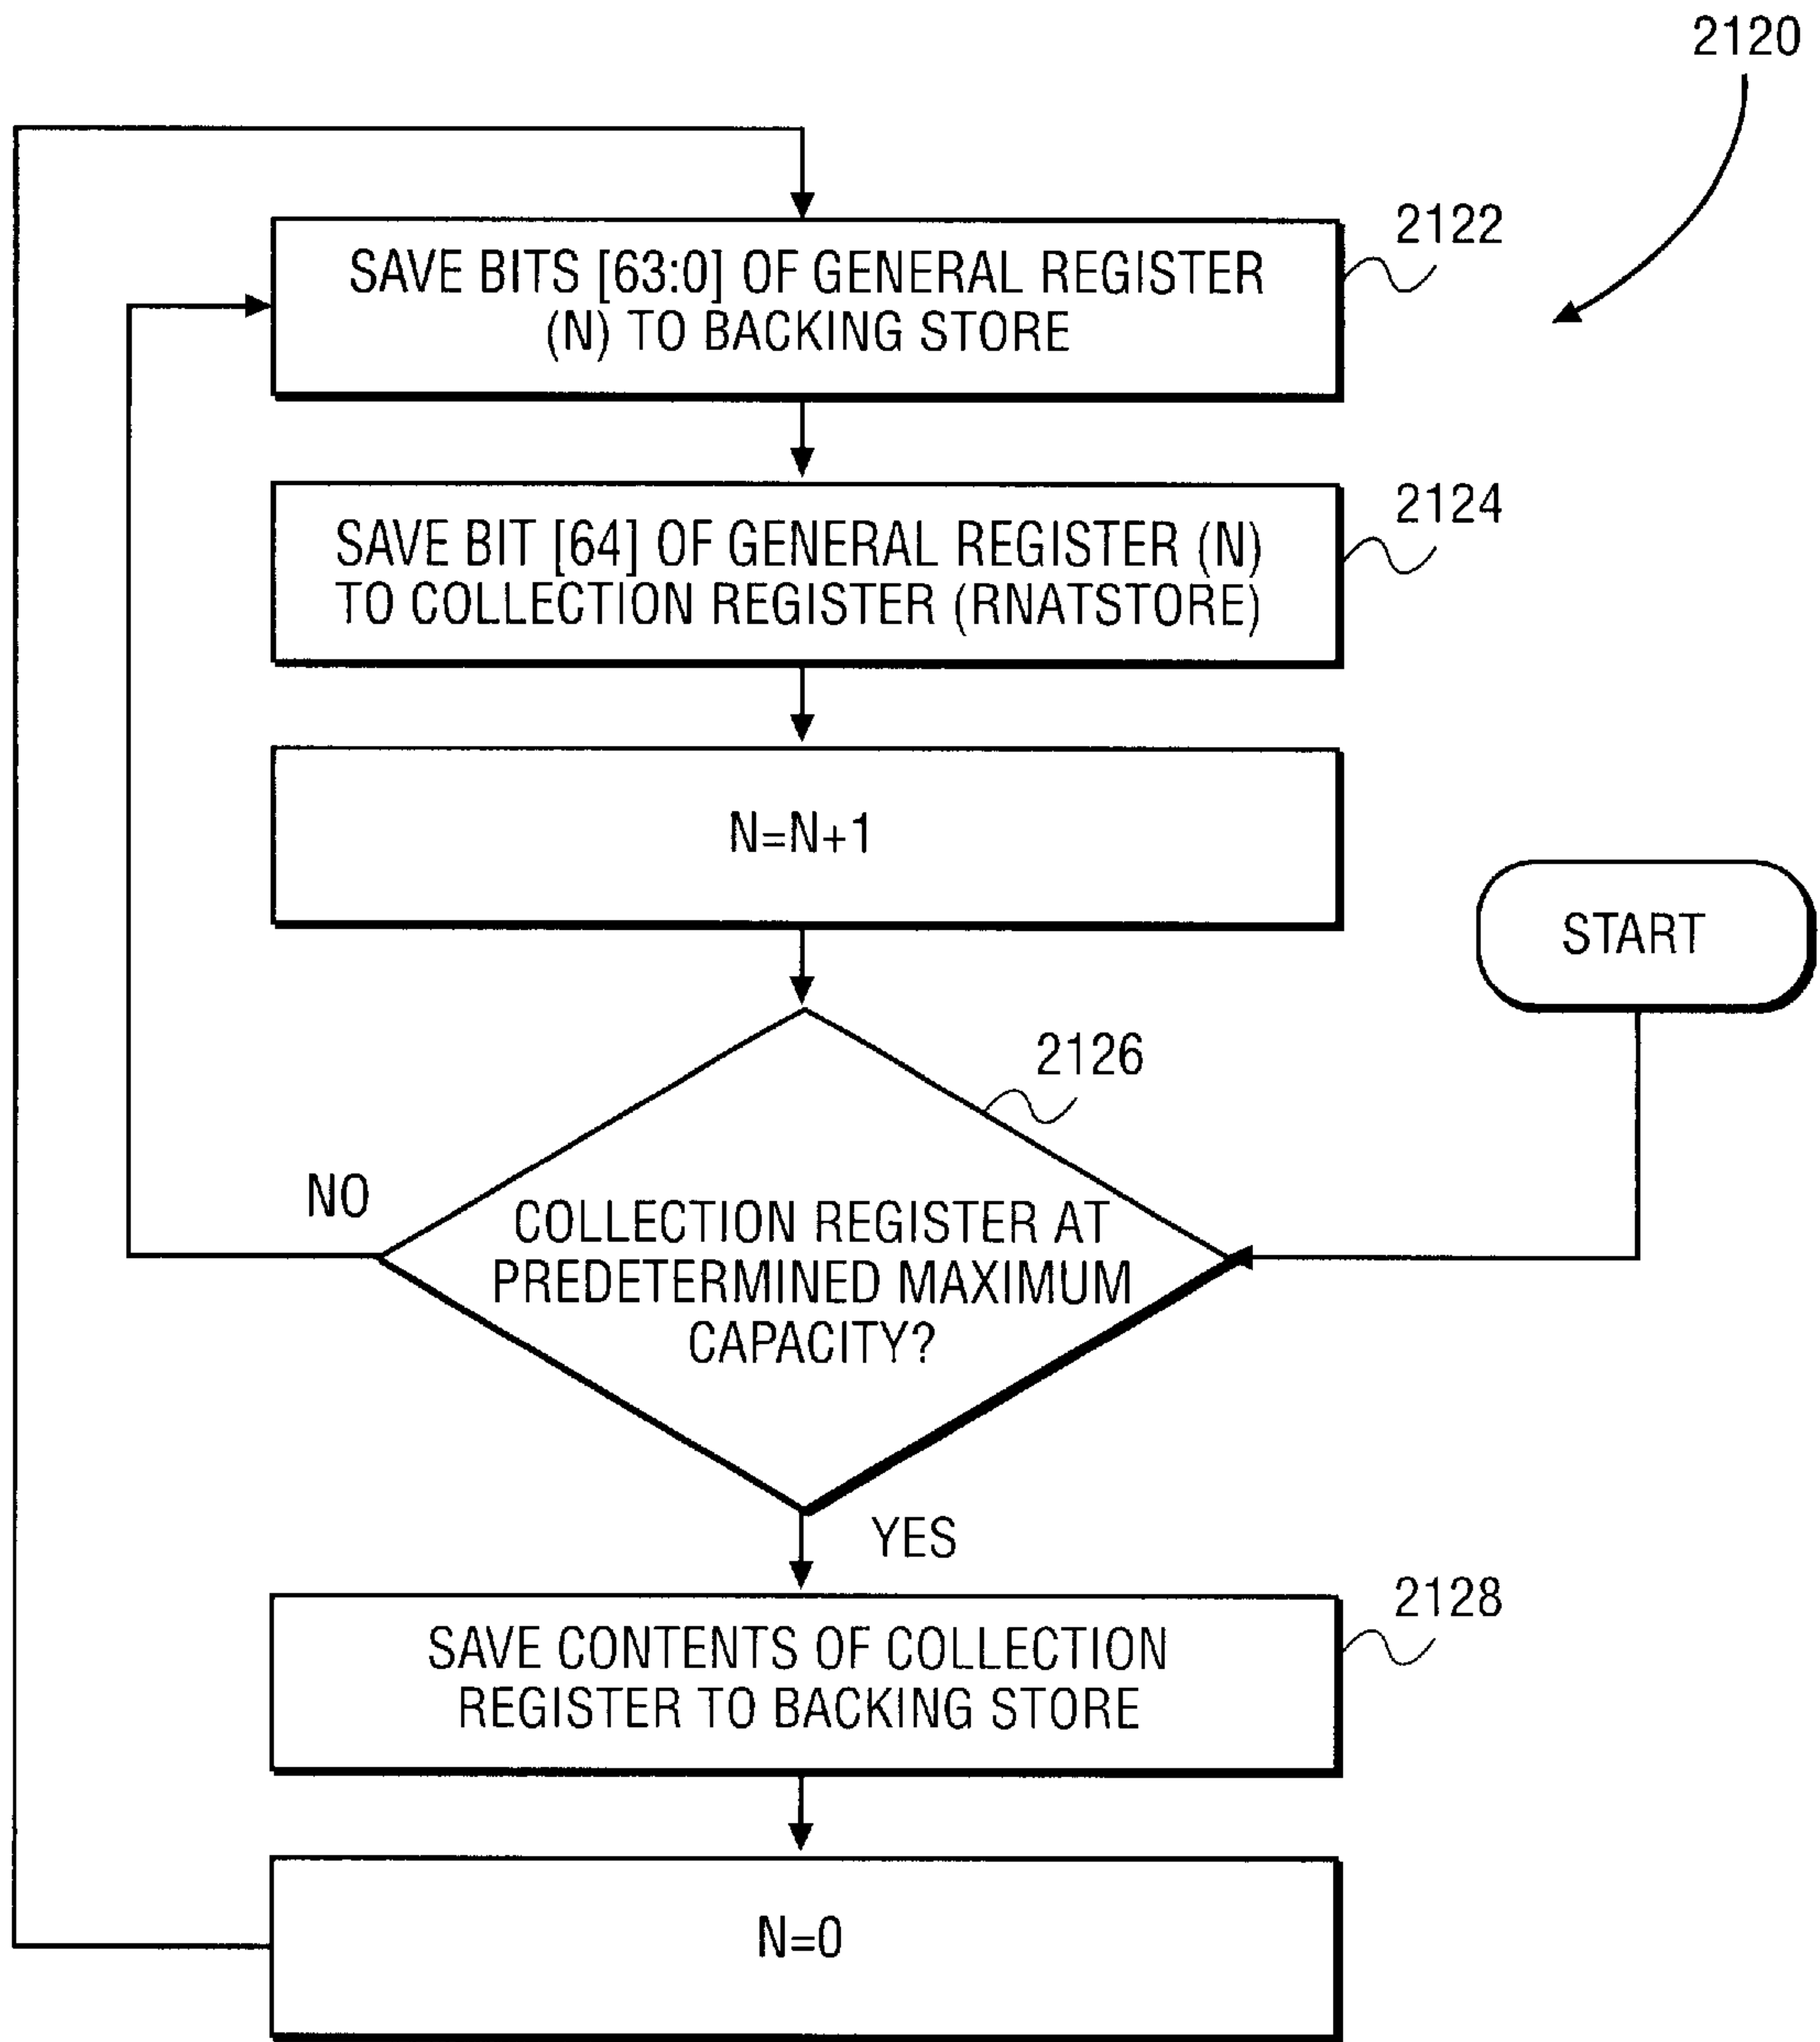 2120
2122
SAVE BITS [63:0] OF GENERAL REGISTER
(N) TO BACKING STORE
2124
SAVE BIT [64] OF GENERAL REGISTER (N)
TO COLLECTION REGISTER (RNATSTORE)
N=N+1
START
2126
NO
COLLECTION REGISTER AT
PREDETERMINED MAXIMUM
CAPACITY?
YES
2128
SAVE CONTENTS OF COLLECTION
REGISTER TO BACKING STORE
N=0